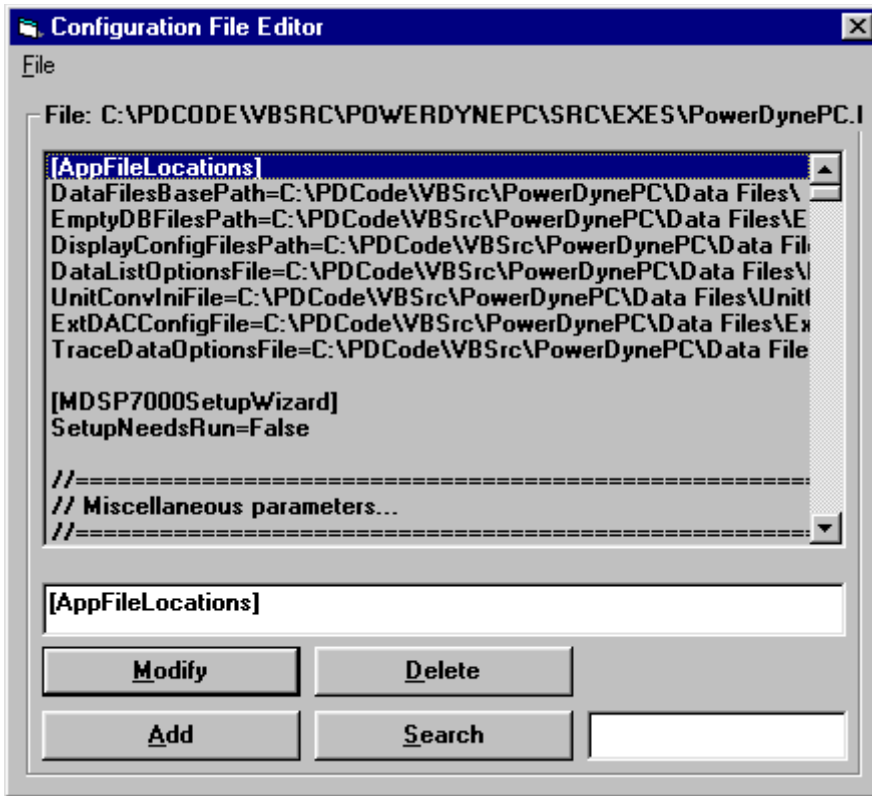 Configuration File Editor
File
File: C:\PDCODE\VBSRC\POWERDYNEPC\SRC\EXES\PowerDynePC.I
[AppFileLocations]
DataFilesBasePath=C:\PDCode\VBSrc\PowerDynePC\Data Files\
EmptyDBFilesPath=C:\PDCode\VBSrc\PowerDynePC\Data Files\E
DisplayConfigFilesPath=C:\PDCode\VBSrc\PowerDynePC\Data Fil
DataListOptionsFile=C:\PDCode\VBSrc\PowerDynePC\Data Files\
UnitConvIniFile=C:\PDCode\VBSrc\PowerDynePC\Data Files\Unit
ExtDACConfigFile=C:\PDCode\VBSrc\PowerDynePC\Data Files\Ex
TraceDataOptionsFile=C:\PDCode\VBSrc\PowerDynePC\Data File
[MDSP7000SetupWizard]
SetupNeedsRun=False
//====================================================
// Miscellaneous parameters...
//====================================================
[AppFileLocations]
Modify
Delete
Add
Search